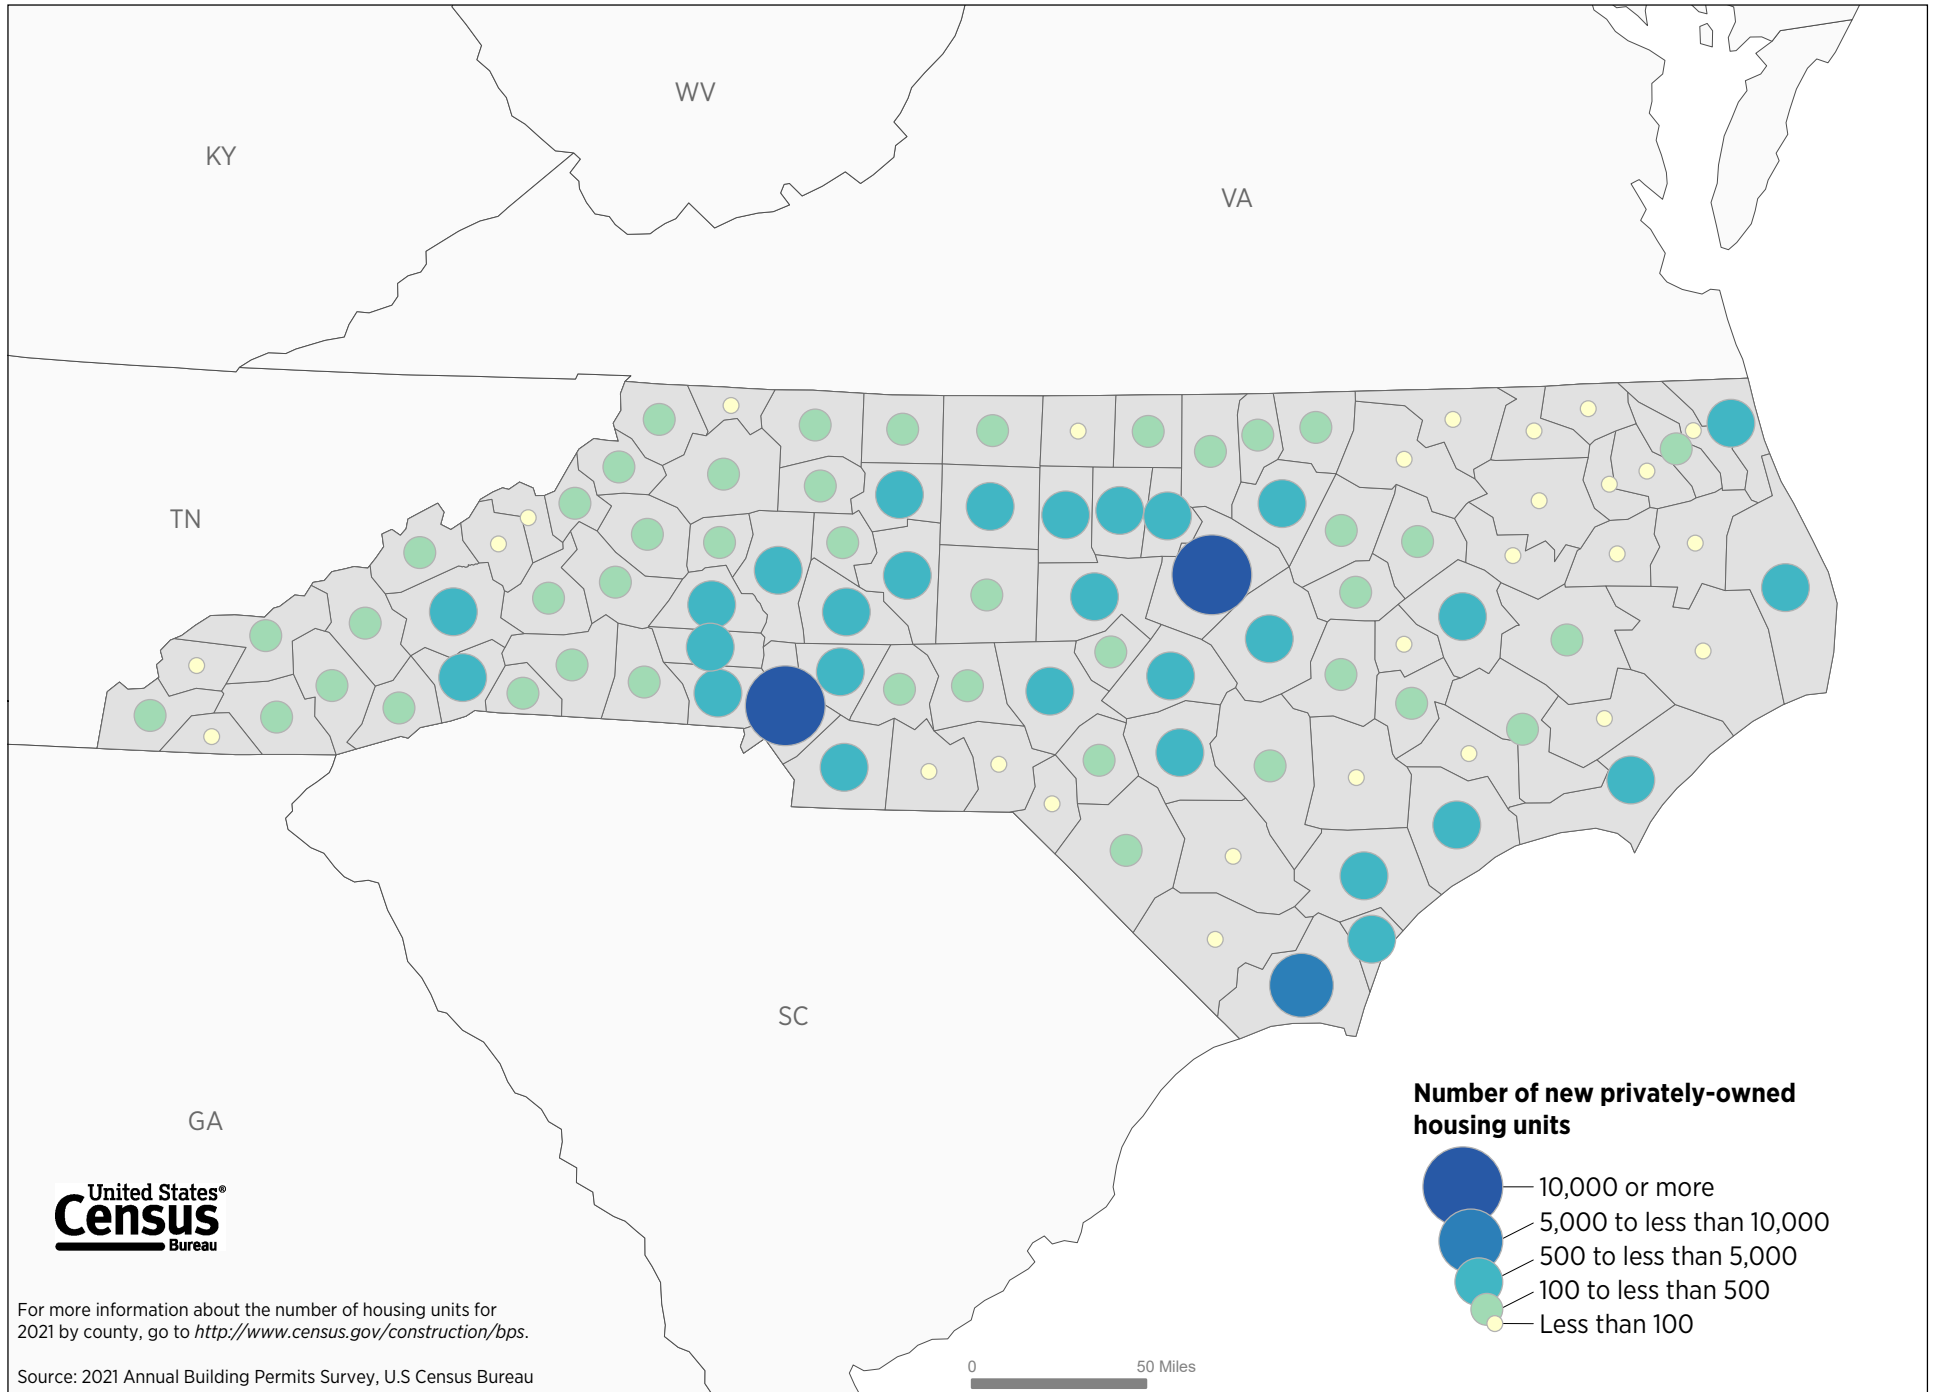 WV
KY
VA
TN
SC
GA
Number of new privately-owned
housing units
10,000 or more
5,000 to less than 10,000
500 to less than 5,000
100 to less than 500
Less than 100
United States®
Census
Bureau
For more information about the number of housing units for
2021 by county, go to http://www.census.gov/construction/bps.
Source: 2021 Annual Building Permits Survey, U.S Census Bureau
0 50 Miles